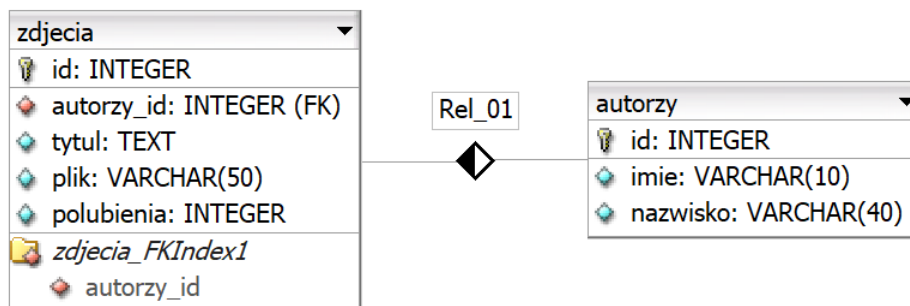 zdjecia
id: INTEGER
autorzy_id: INTEGER (FK)
tytul: TEXT
plik: VARCHAR(50)
polubienia: INTEGER
zdjecia_FKIndex1
autorzy_id
Rel_01
autorzy
id: INTEGER
imie: VARCHAR(10)
nazwisko: VARCHAR(40)